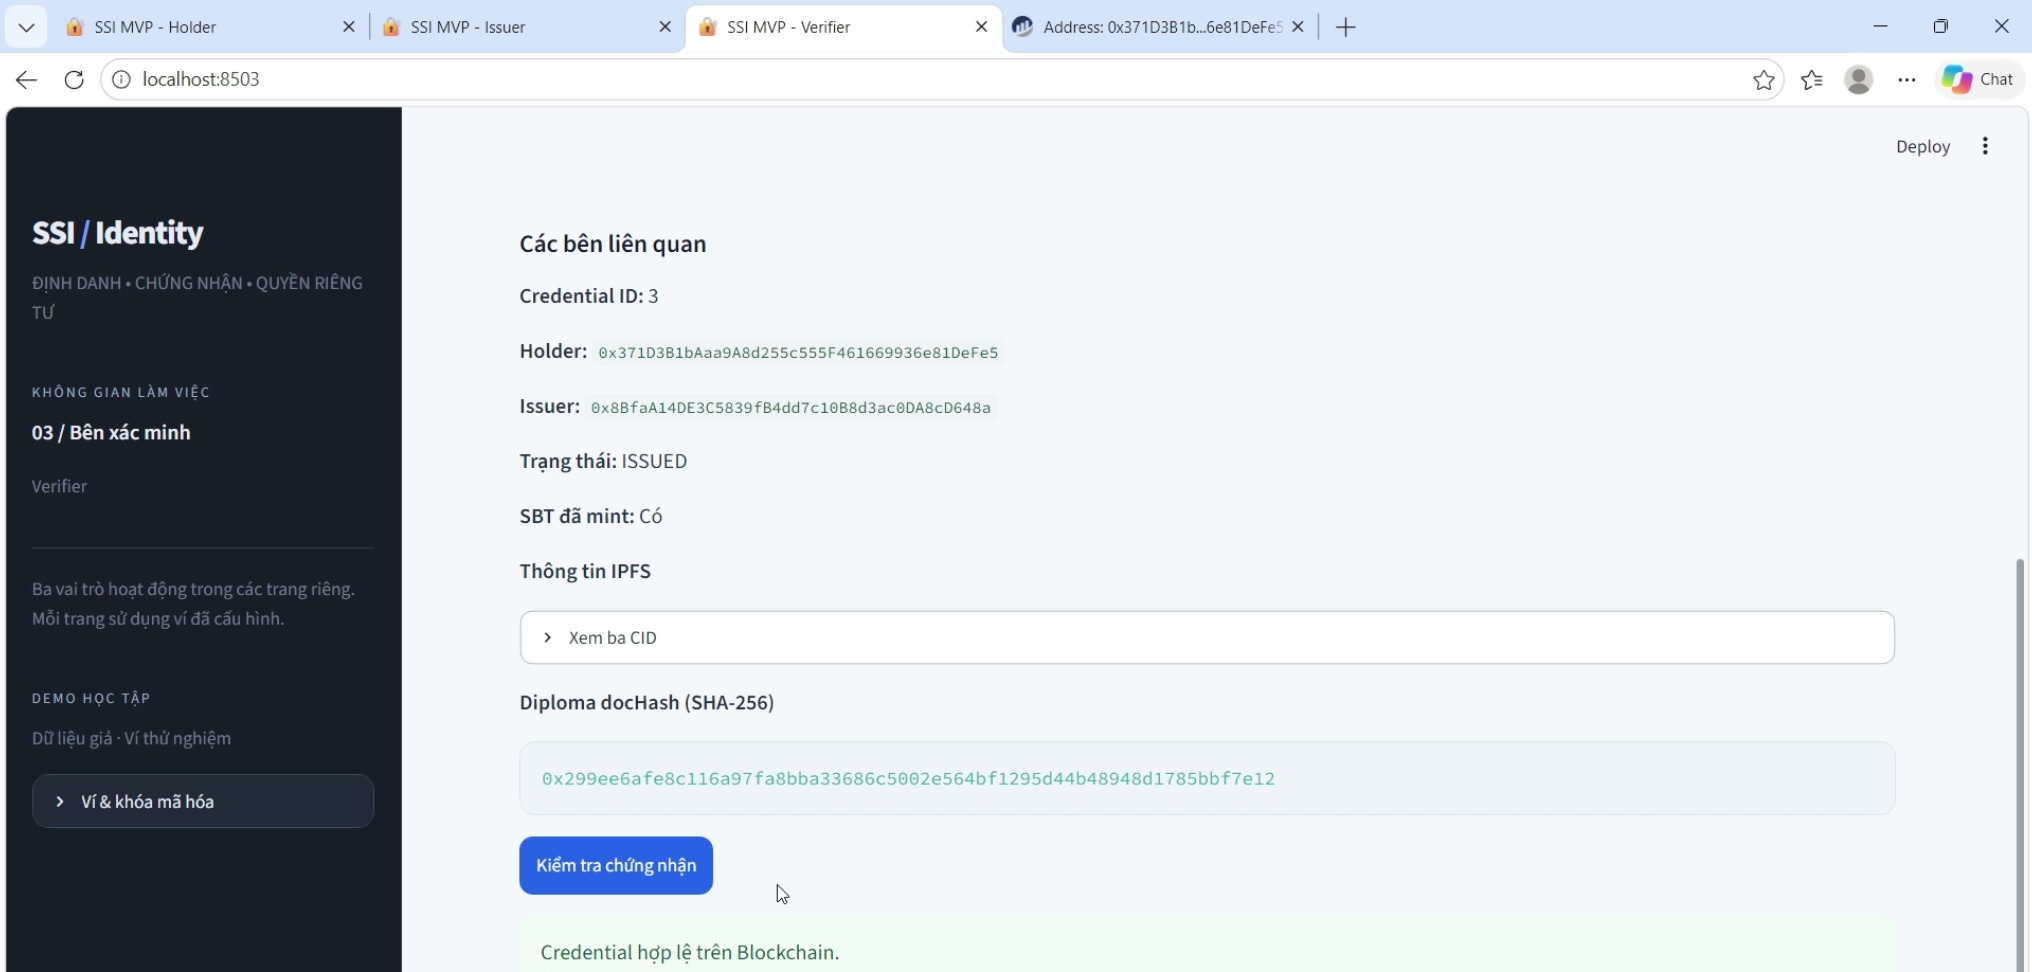 SSI MVP - Holder
SSI MVP - Issuer
SSI MVP - Verifier
Address: 0x371D3B1b...6e81DeFe5
localhost:8503
Chat
Deploy
SSI / Identity
ĐỊNH DANH • CHỨNG NHẬN • QUYỀN RIÊNG
TƯ
KHÔNG GIAN LÀM VIỆC
03 / Bên xác minh
Verifier
Ba vai trò hoạt động trong các trang riêng.
Mỗi trang sử dụng ví đã cấu hình.
DEMO HỌC TẬP
Dữ liệu giả · Ví thử nghiệm
Ví & khóa mã hóa
Các bên liên quan
Credential ID: 3
Holder: 0x371D3B1bAaa9A8d255c555F461669936e81DeFe5
Issuer: 0x8BfaA14DE3C5839fB4dd7c10B8d3ac0DA8cD648a
Trạng thái: ISSUED
SBT đã mint: Có
Thông tin IPFS
Xem ba CID
Diploma docHash (SHA-256)
0x299ee6afe8c116a97fa8bba33686c5002e564bf1295d44b48948d1785bbf7e12
Kiểm tra chứng nhận
Credential hợp lệ trên Blockchain.